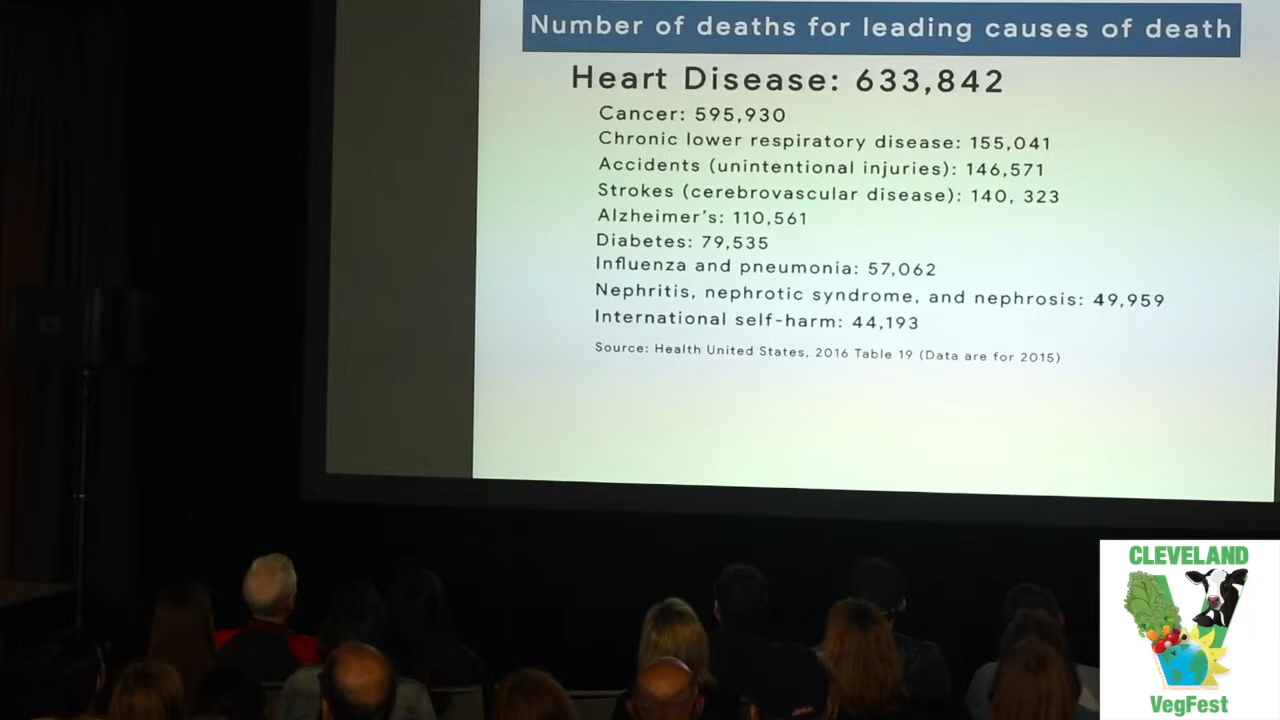 Number of deaths for leading causes of death
Heart Disease: 633,842
Cancer: 595,930
Chronic lower respiratory disease: 155,041
Accidents (unintentional injuries): 146,571
Strokes (cerebrovascular disease): 140, 323
Alzheimer's: 110,561
Diabetes: 79,535
Influenza and pneumonia: 57,062
Nephritis, nephrotic syndrome, and nephrosis: 49,959
International self-harm: 44,193
Source: Health United States, 2016 Table 19 (Data are for 2015)
CLEVELAND
VegFest